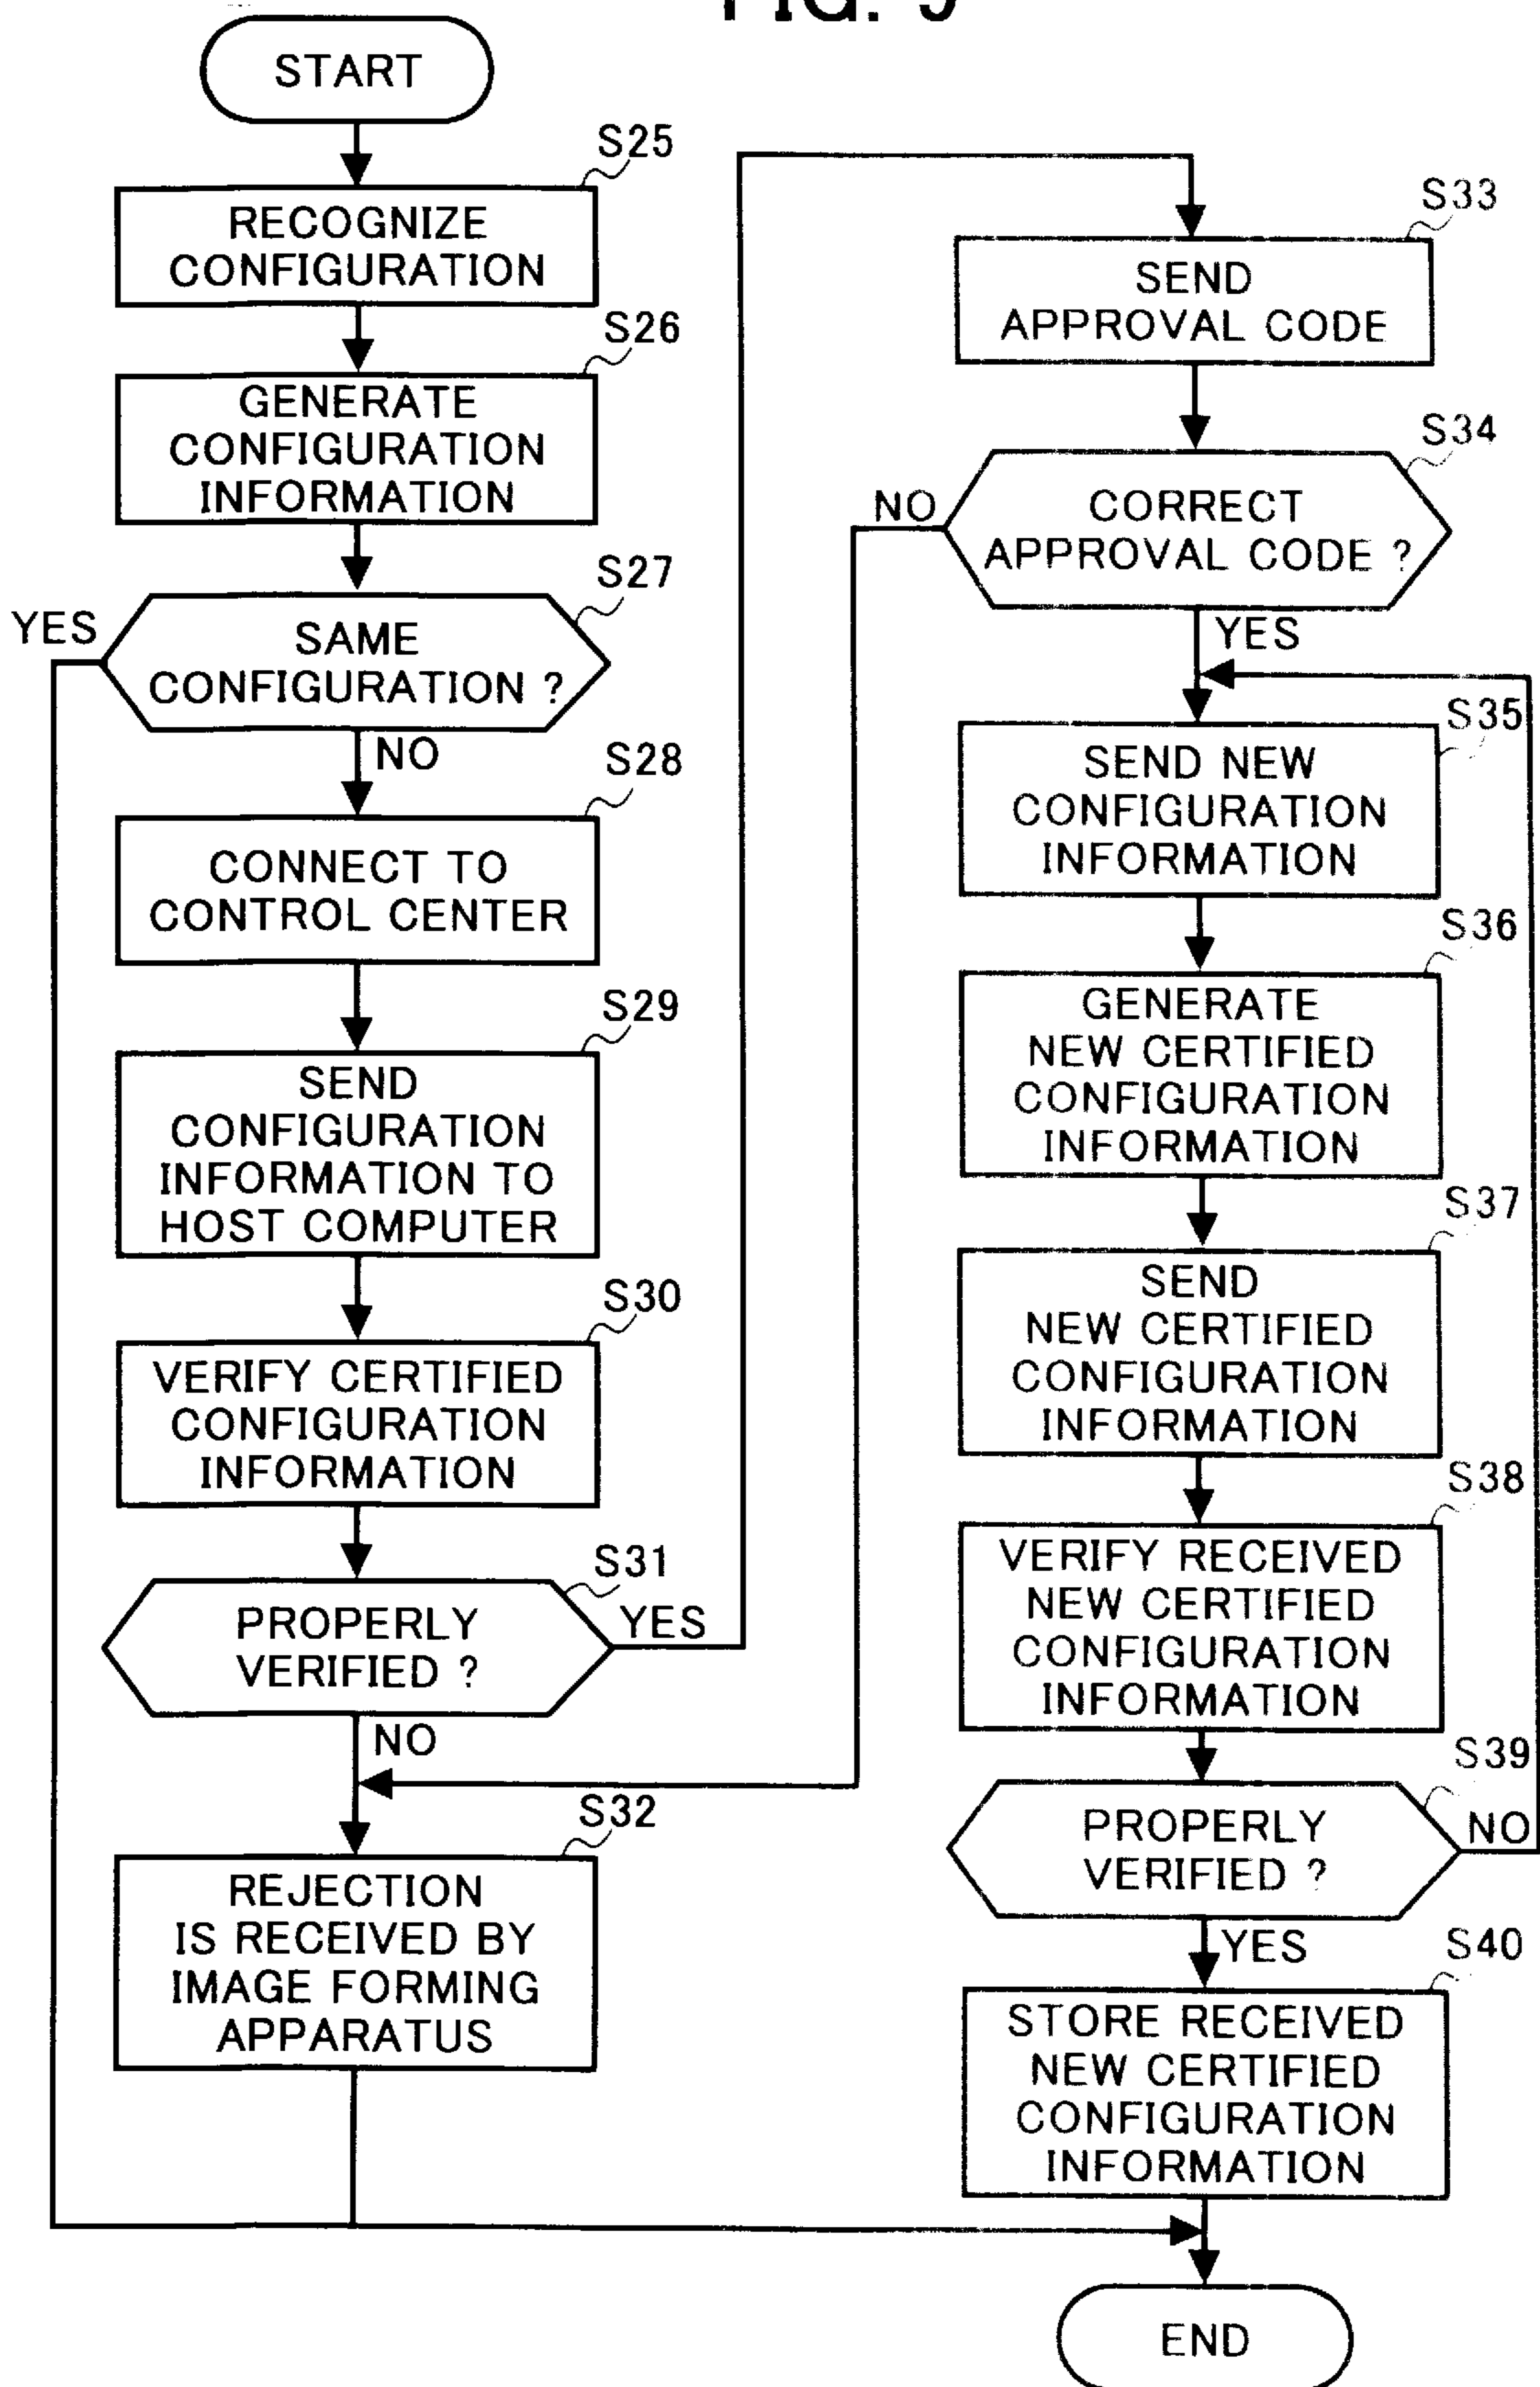 START
S25
RECOGNIZE
CONFIGURATION
S26
GENERATE
CONFIGURATION
INFORMATION
S27
YES
SAME
CONFIGURATION ?
NO
S28
CONNECT TO
CONTROL CENTER
S29
SEND
CONFIGURATION
INFORMATION TO
HOST COMPUTER
S30
VERIFY CERTIFIED
CONFIGURATION
INFORMATION
S31
PROPERLY
VERIFIED ?
YES
NO
S32
REJECTION
IS RECEIVED BY
IMAGE FORMING
APPARATUS
S33
SEND
APPROVAL CODE
S34
NO
CORRECT
APPROVAL CODE ?
YES
S35
SEND NEW
CONFIGURATION
INFORMATION
S36
GENERATE
NEW CERTIFIED
CONFIGURATION
INFORMATION
S37
SEND
NEW CERTIFIED
CONFIGURATION
INFORMATION
S38
VERIFY RECEIVED
NEW CERTIFIED
CONFIGURATION
INFORMATION
S39
PROPERLY
VERIFIED ?
NO
YES
S40
STORE RECEIVED
NEW CERTIFIED
CONFIGURATION
INFORMATION
END